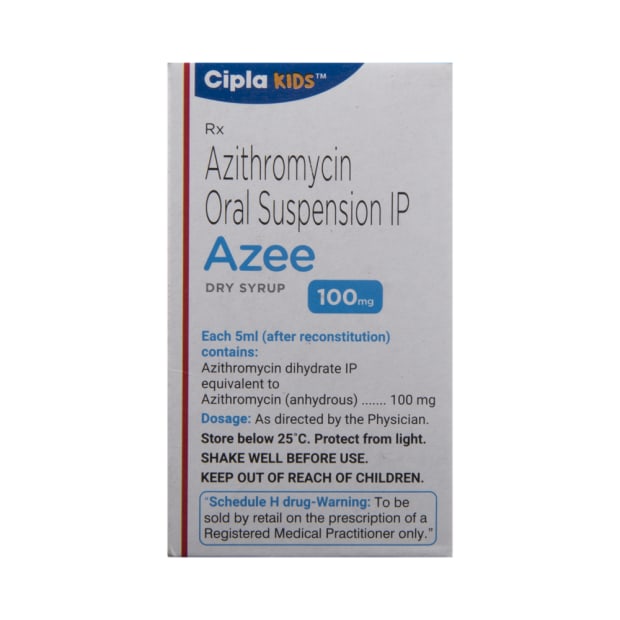 Cipla KIDS™
Rx
Azithromycin
Oral Suspension IP
Azee
DRY SYRUP 100mg
Each 5ml (after reconstitution)
contains:
Azithromycin dihydrate IP
equivalent to
Azithromycin (anhydrous) ....... 100 mg
Dosage: As directed by the Physician.
Store below 25°C. Protect from light.
SHAKE WELL BEFORE USE.
KEEP OUT OF REACH OF CHILDREN.
"Schedule H drug-Warning: To be
sold by retail on the prescription of a
Registered Medical Practitioner only."